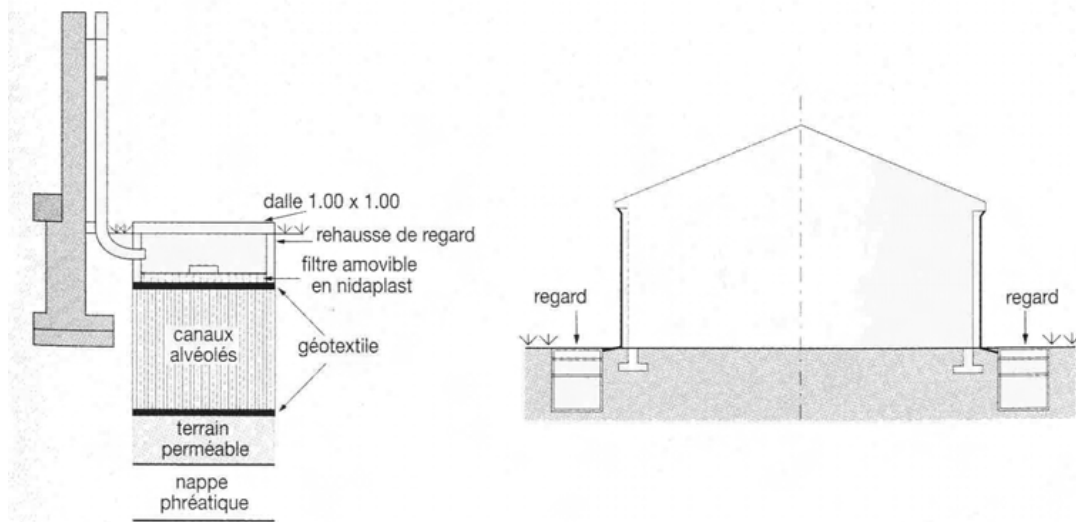 dalle 1.00 x 1.00
rehausse de regard
filtre amovible
en nidaplast
canaux
alvéolés
géotextile
terrain
perméable
nappe
phréatique
regard
regard